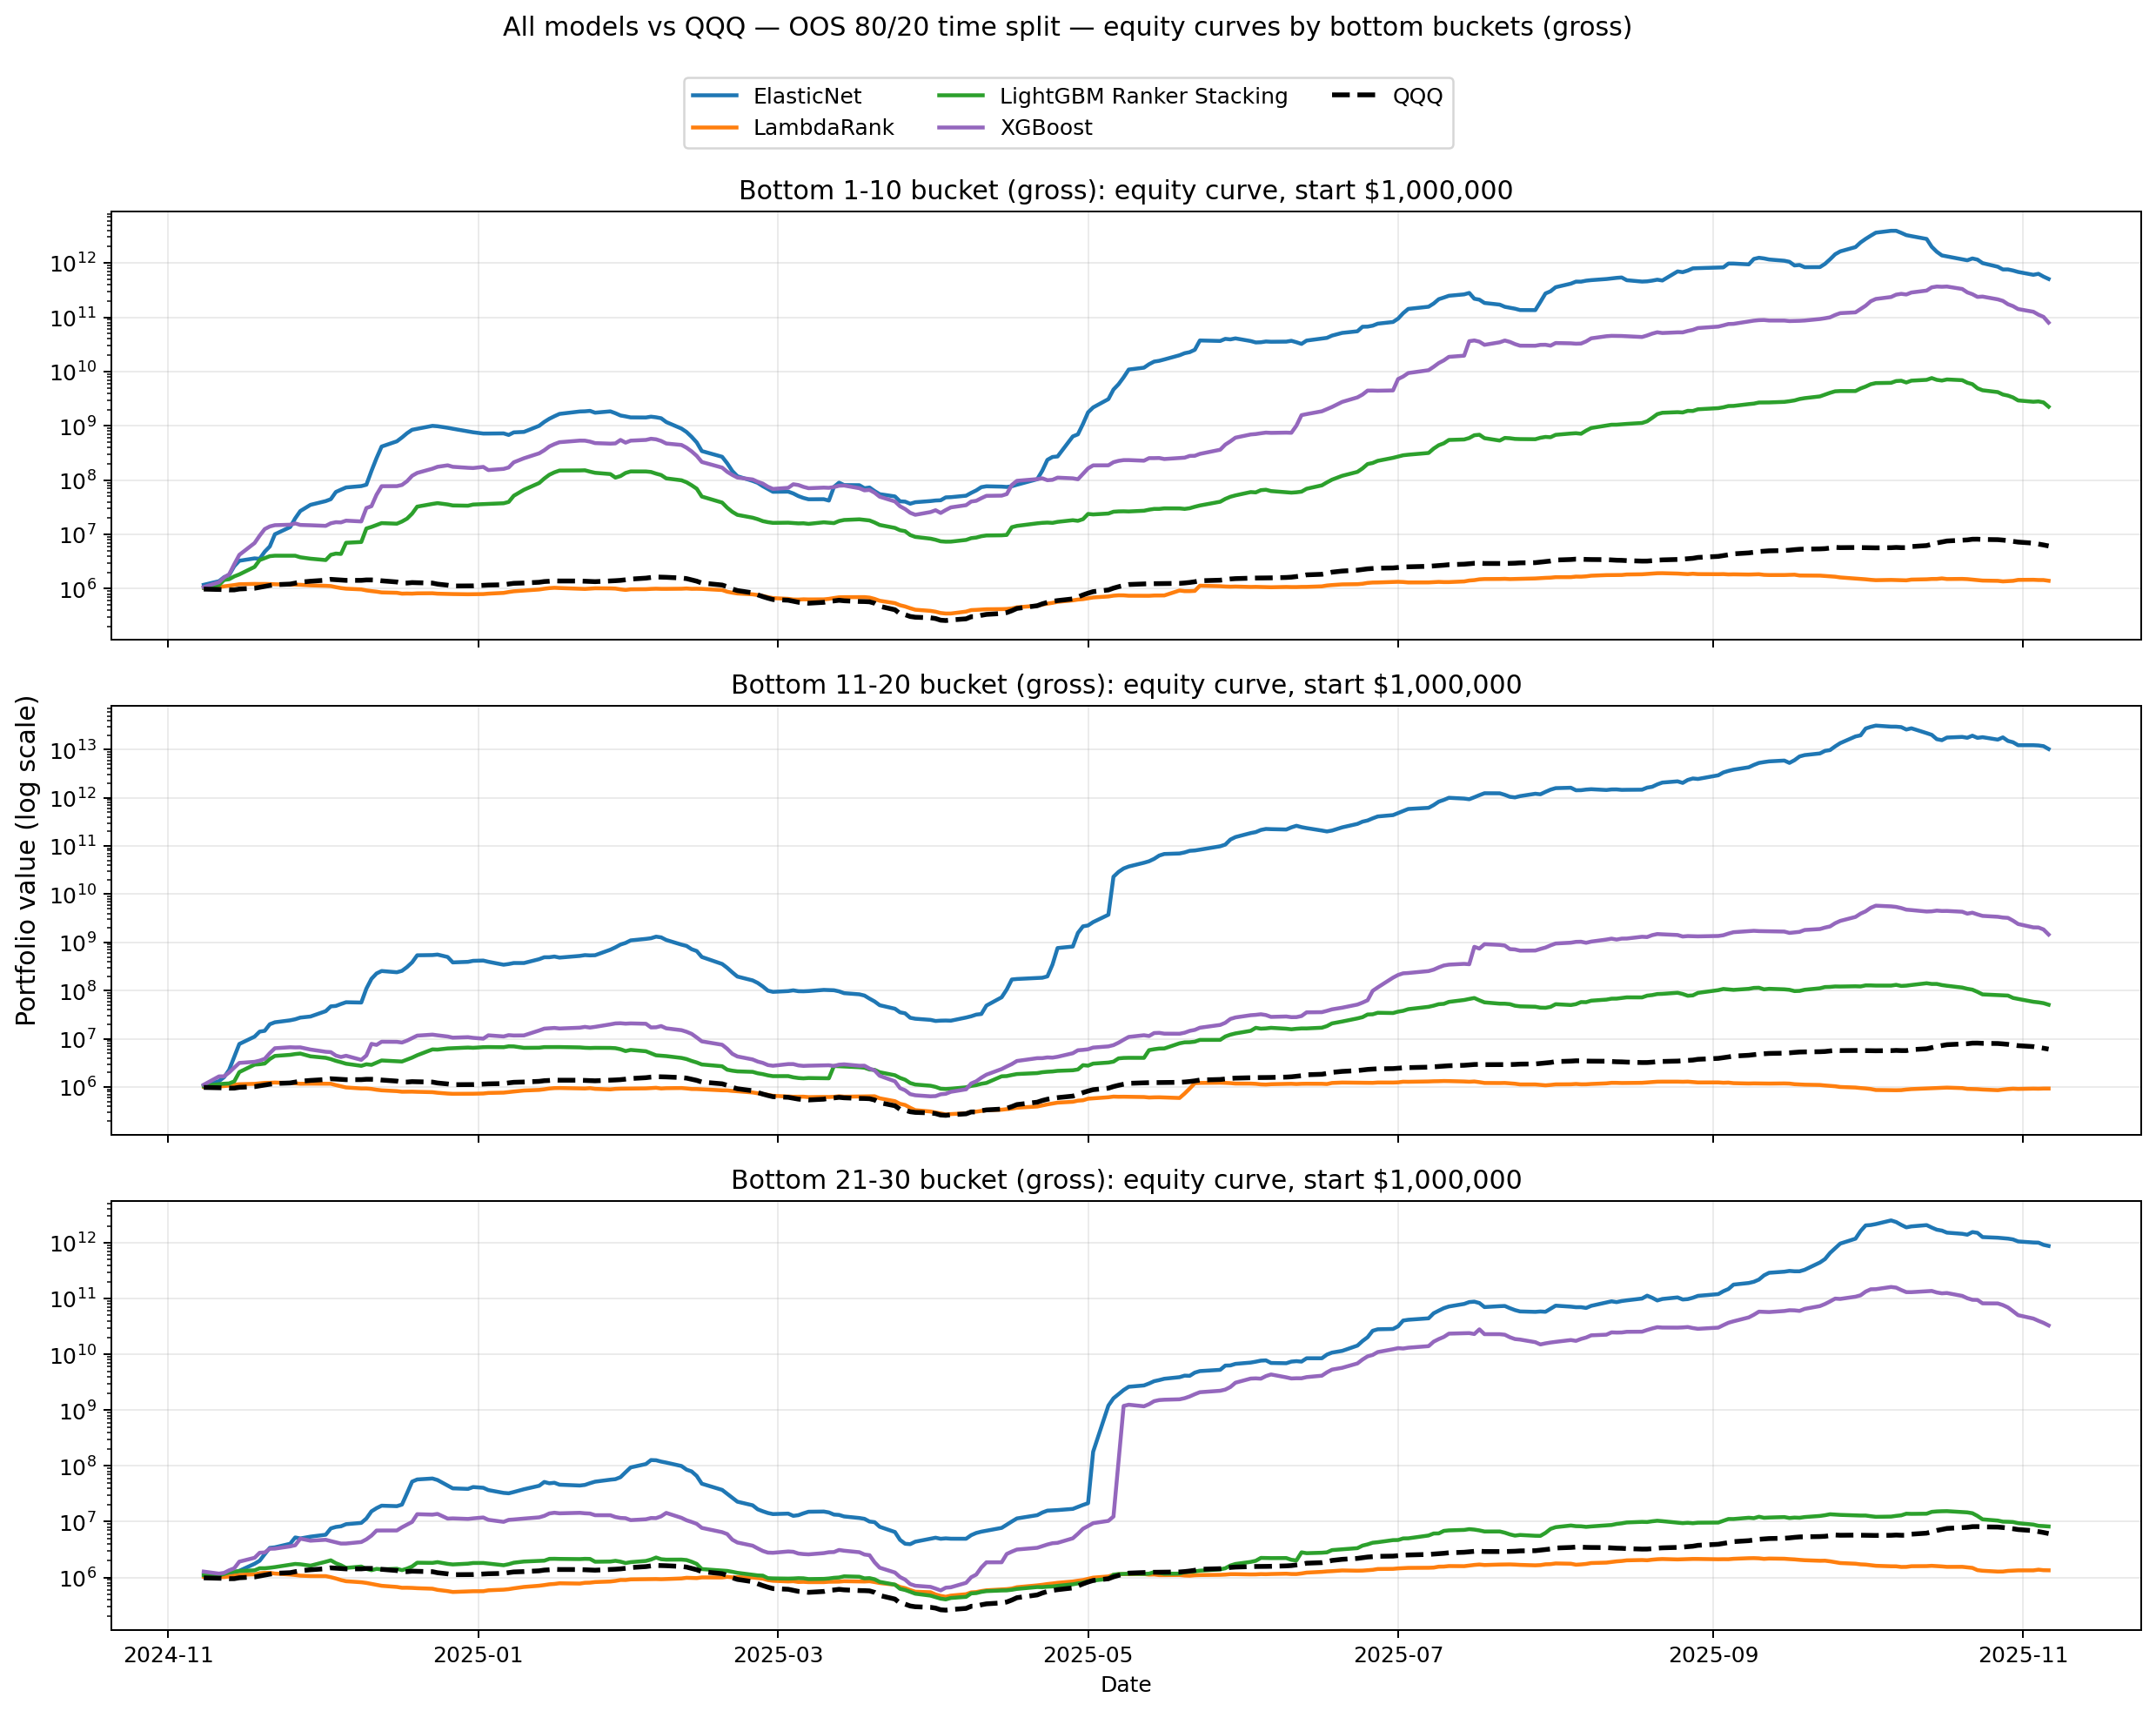 All models vs QQQ — OOS 80/20 time split — equity curves by bottom buckets (gross)
ElasticNet
LambdaRank
LightGBM Ranker Stacking
XGBoost
QQQ
Bottom 1-10 bucket (gross): equity curve, start $1,000,000
10¹²
10¹¹
10¹⁰
10⁹
10⁸
10⁷
10⁶
Portfolio value (log scale)
Bottom 11-20 bucket (gross): equity curve, start $1,000,000
10¹³
10¹²
10¹¹
10¹⁰
10⁹
10⁸
10⁷
10⁶
Bottom 21-30 bucket (gross): equity curve, start $1,000,000
10¹²
10¹¹
10¹⁰
10⁹
10⁸
10⁷
10⁶
2024-11 2025-01 2025-03 2025-05 2025-07 2025-09 2025-11
Date